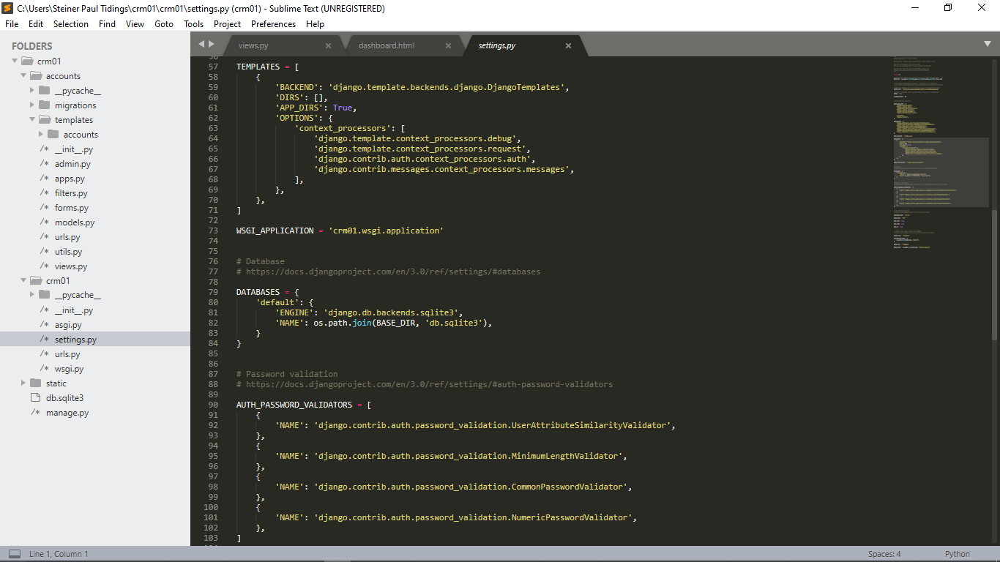 C:\Users\Steiner Paul Tidings\crm01\crm01\settings.py (crm01) - Sublime Text (UNREGISTERED)
File Edit Selection Find View Goto Tools Project Preferences Help
FOLDERS
crm01
accounts
__pycache__
migrations
templates
accounts
/* __init__.py
/* admin.py
/* apps.py
/* filters.py
/* forms.py
/* models.py
/* urls.py
/* utils.py
/* views.py
crm01
__pycache__
/* __init__.py
/* asgi.py
/* settings.py
/* urls.py
/* wsgi.py
static
db.sqlite3
/* manage.py
views.py × dashboard.html × settings.py ×
56
57 TEMPLATES = [
58 {
59 'BACKEND': 'django.template.backends.django.DjangoTemplates',
60 'DIRS': [],
61 'APP_DIRS': True,
62 'OPTIONS': {
63 'context_processors': [
64 'django.template.context_processors.debug',
65 'django.template.context_processors.request',
66 'django.contrib.auth.context_processors.auth',
67 'django.contrib.messages.context_processors.messages',
68 ],
69 },
70 },
71 ]
72
73 WSGI_APPLICATION = 'crm01.wsgi.application'
74
75
76 # Database
77 # https://docs.djangoproject.com/en/3.0/ref/settings/#databases
78
79 DATABASES = {
80 'default': {
81 'ENGINE': 'django.db.backends.sqlite3',
82 'NAME': os.path.join(BASE_DIR, 'db.sqlite3'),
83 }
84 }
85
86
87 # Password validation
88 # https://docs.djangoproject.com/en/3.0/ref/settings/#auth-password-validators
89
90 AUTH_PASSWORD_VALIDATORS = [
91 {
92 'NAME': 'django.contrib.auth.password_validation.UserAttributeSimilarityValidator',
93 },
94 {
95 'NAME': 'django.contrib.auth.password_validation.MinimumLengthValidator',
96 },
97 {
98 'NAME': 'django.contrib.auth.password_validation.CommonPasswordValidator',
99 },
100 {
101 'NAME': 'django.contrib.auth.password_validation.NumericPasswordValidator',
102 },
103 ]
Line 1, Column 1 Spaces: 4 Python